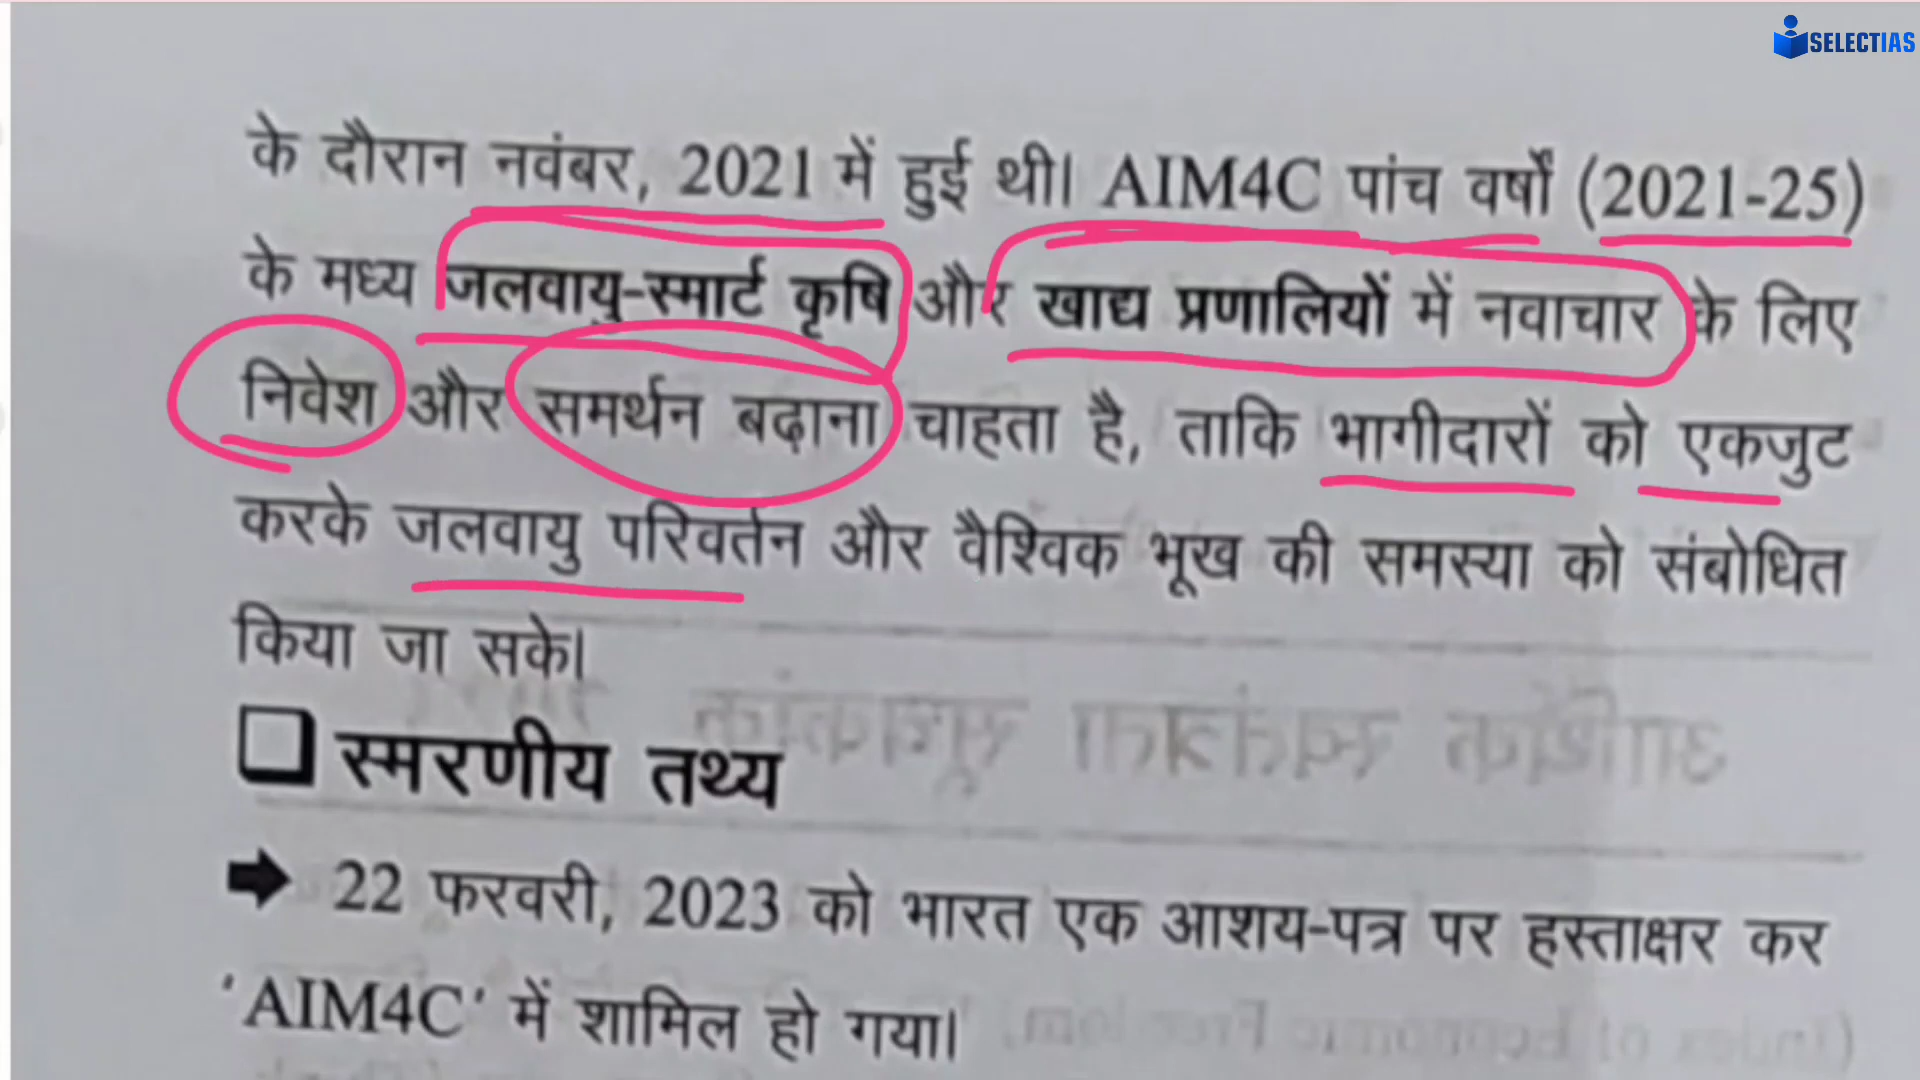 SELECTIAS
के दौरान नवंबर, 2021 में हुई थी। AIM4C पांच वर्षों (2021-25)
के मध्य जलवायु-स्मार्ट कृषि और खाद्य प्रणालियों में नवाचार के लिए
निवेश और समर्थन बढ़ाना चाहता है, ताकि भागीदारों को एकजुट
करके जलवायु परिवर्तन और वैश्विक भूख की समस्या को संबोधित
किया जा सके।
स्मरणीय तथ्य
22 फरवरी, 2023 को भारत एक आशय-पत्र पर हस्ताक्षर कर
'AIM4C' में शामिल हो गया।